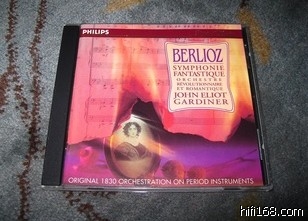 PHILIPS
BERLIOZ
SYMPHONIE
FANTASTIQUE
ORCHESTRE
RÉVOLUTIONNAIRE
ET ROMANTIQUE
JOHN ELIOT
GARDINER
ORIGINAL 1830 ORCHESTRATION ON PERIOD INSTRUMENTS
hifi168.com